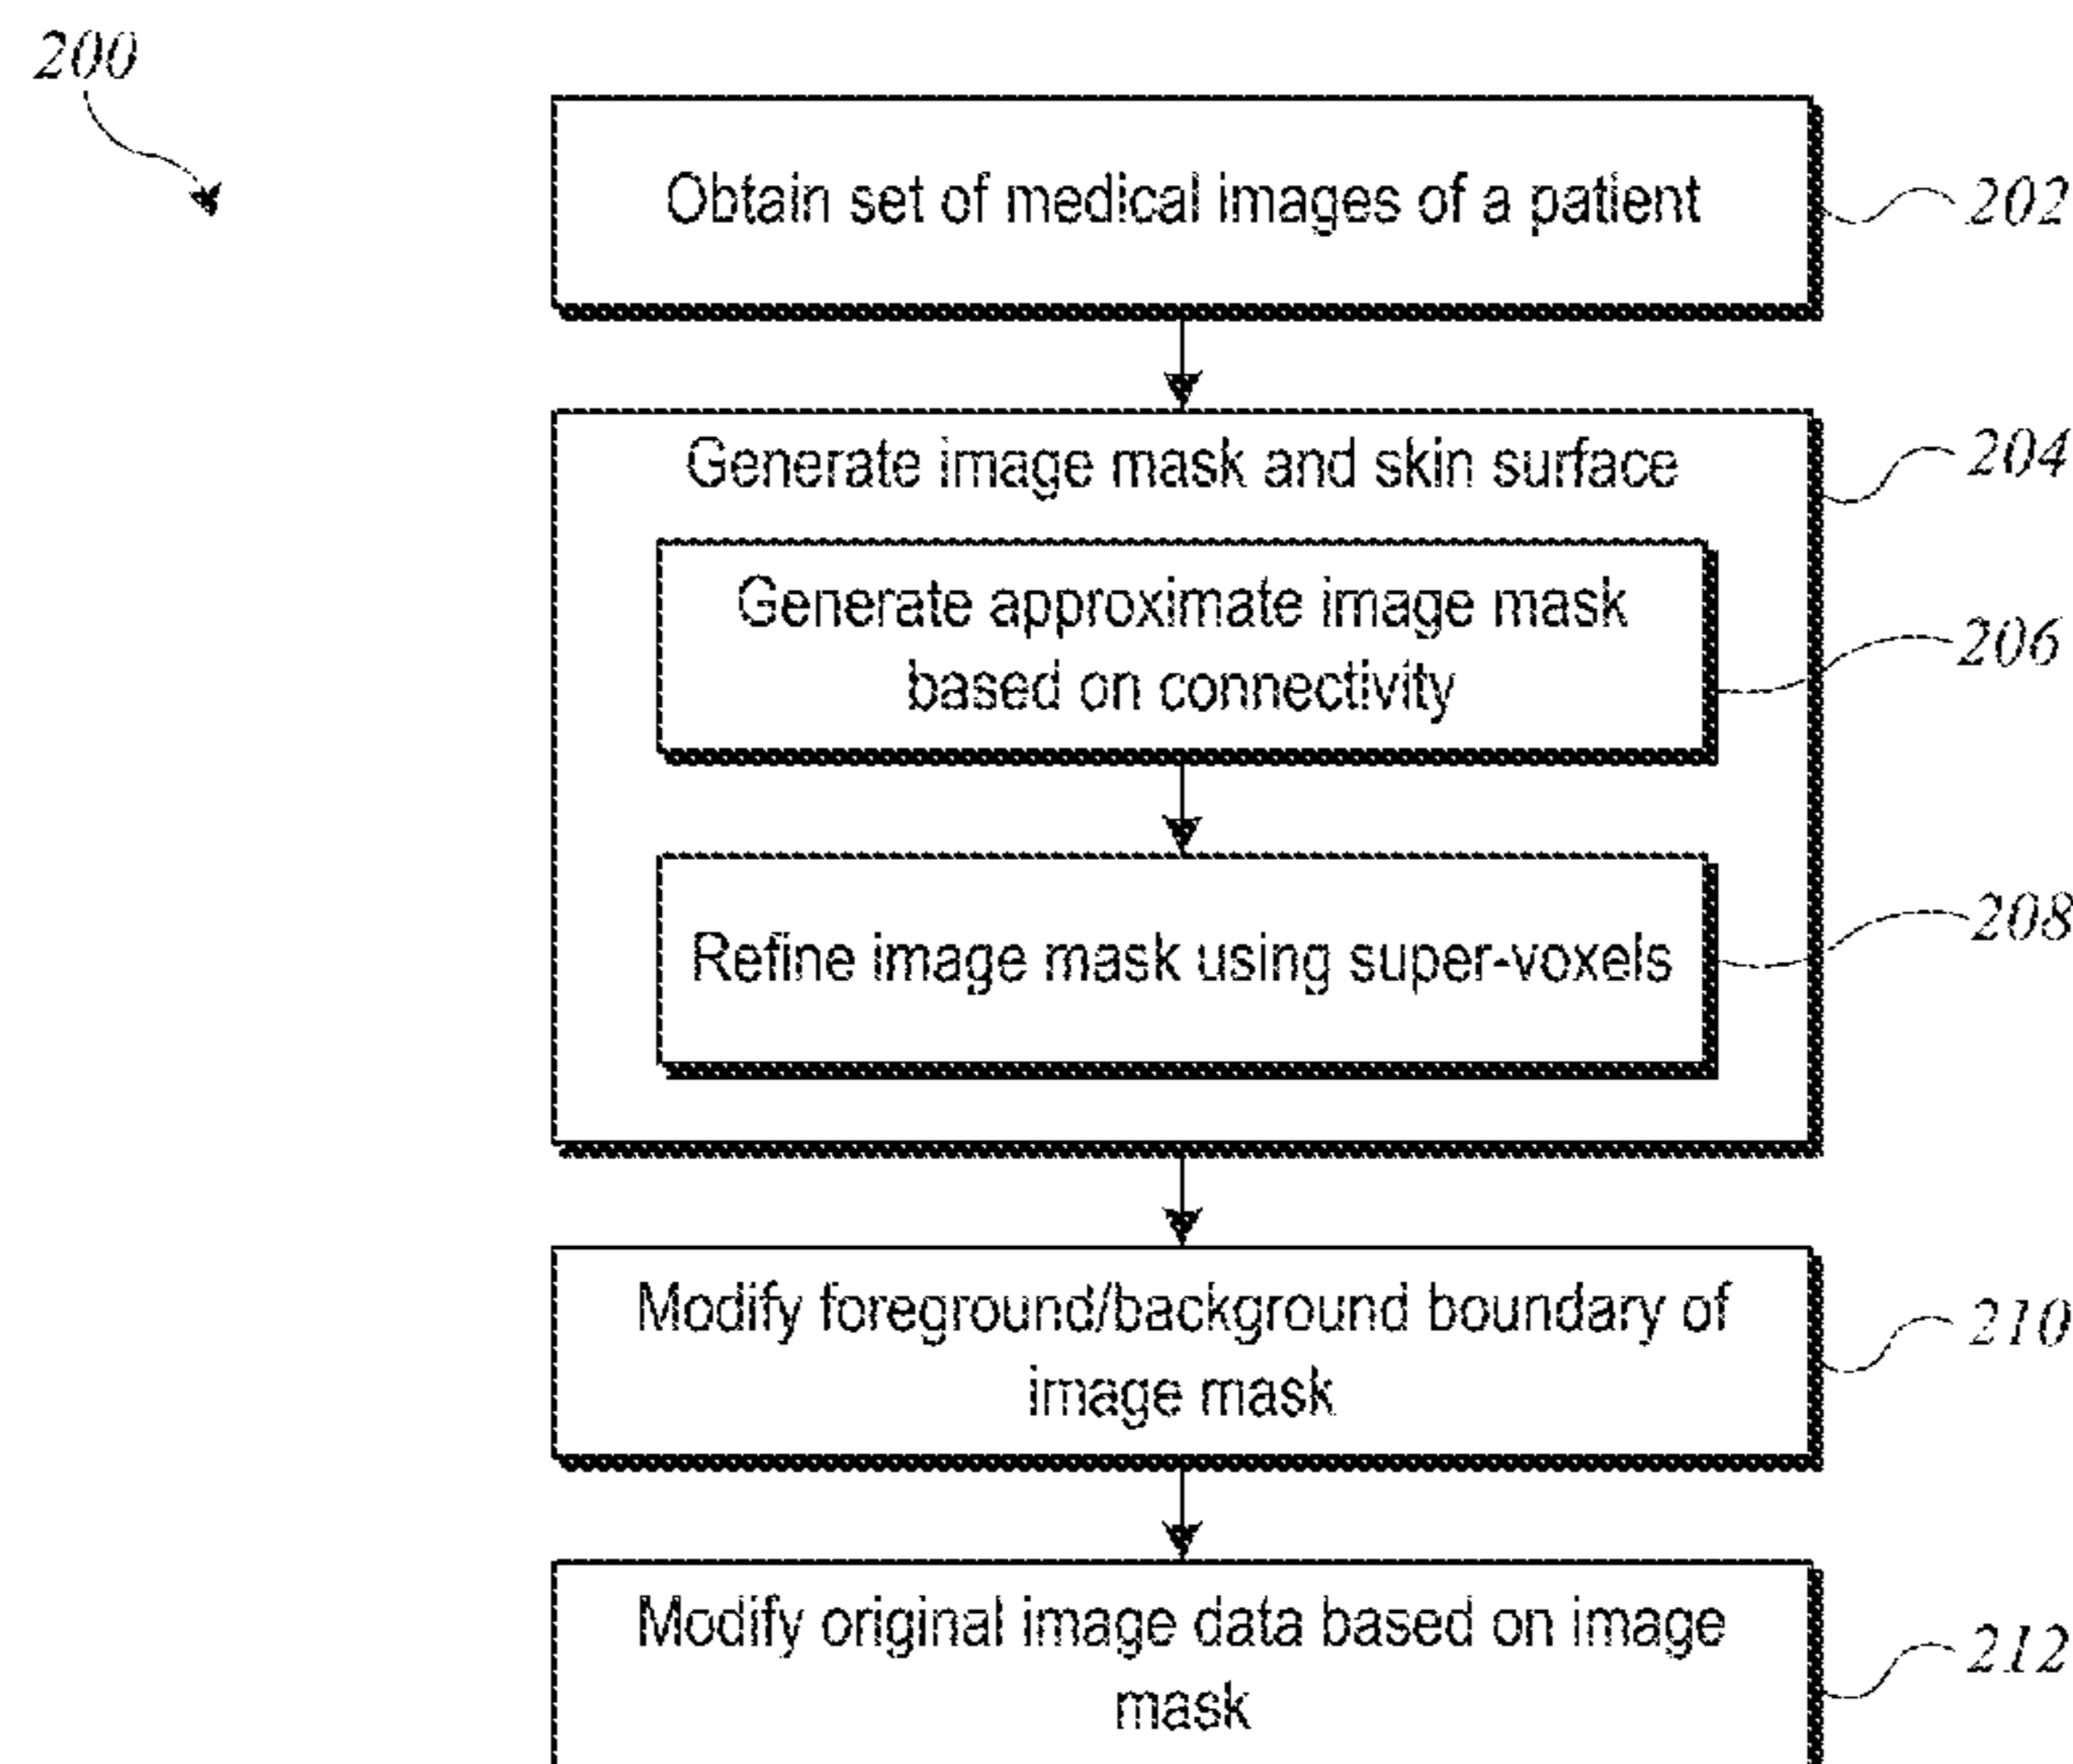 200
Obtain set of medical images of a patient
202
Generate image mask and skin surface
204
Generate approximate image mask
based on connectivity
206
Refine image mask using super-voxels
208
Modify foreground/background boundary of
image mask
210
Modify original image data based on image
mask
212